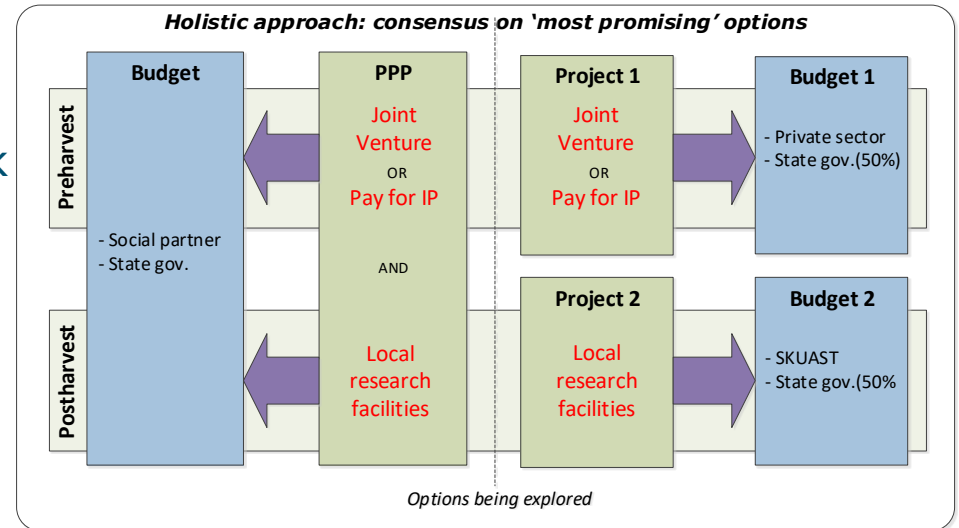 Holistic approach: consensus on ‘most promising’ options
k
Preharvest
Postharvest
Budget
- Social partner
- State gov.
PPP
Joint
Venture
OR
Pay for IP
AND
Local
research
facilities
Project 1
Joint
Venture
OR
Pay for IP
Budget 1
- Private sector
- State gov.(50%)
Project 2
Local
research
facilities
Budget 2
- SKUAST
- State gov.(50%
Options being explored